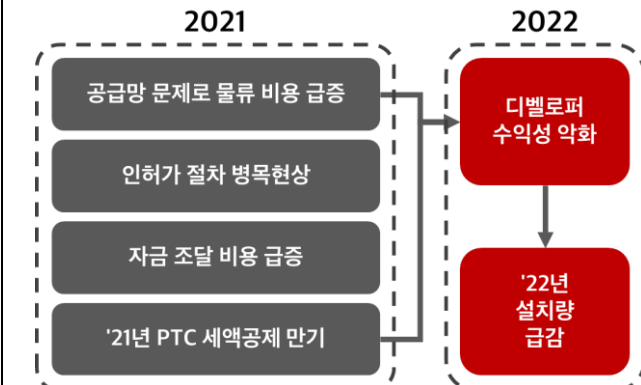 2021
공급망 문제로 물류 비용 급증
인허가 절차 병목현상
자금 조달 비용 급증
'21년 PTC 세액공제 만기
2022
디벨로퍼
수익성 악화
'22년
설치량
급감